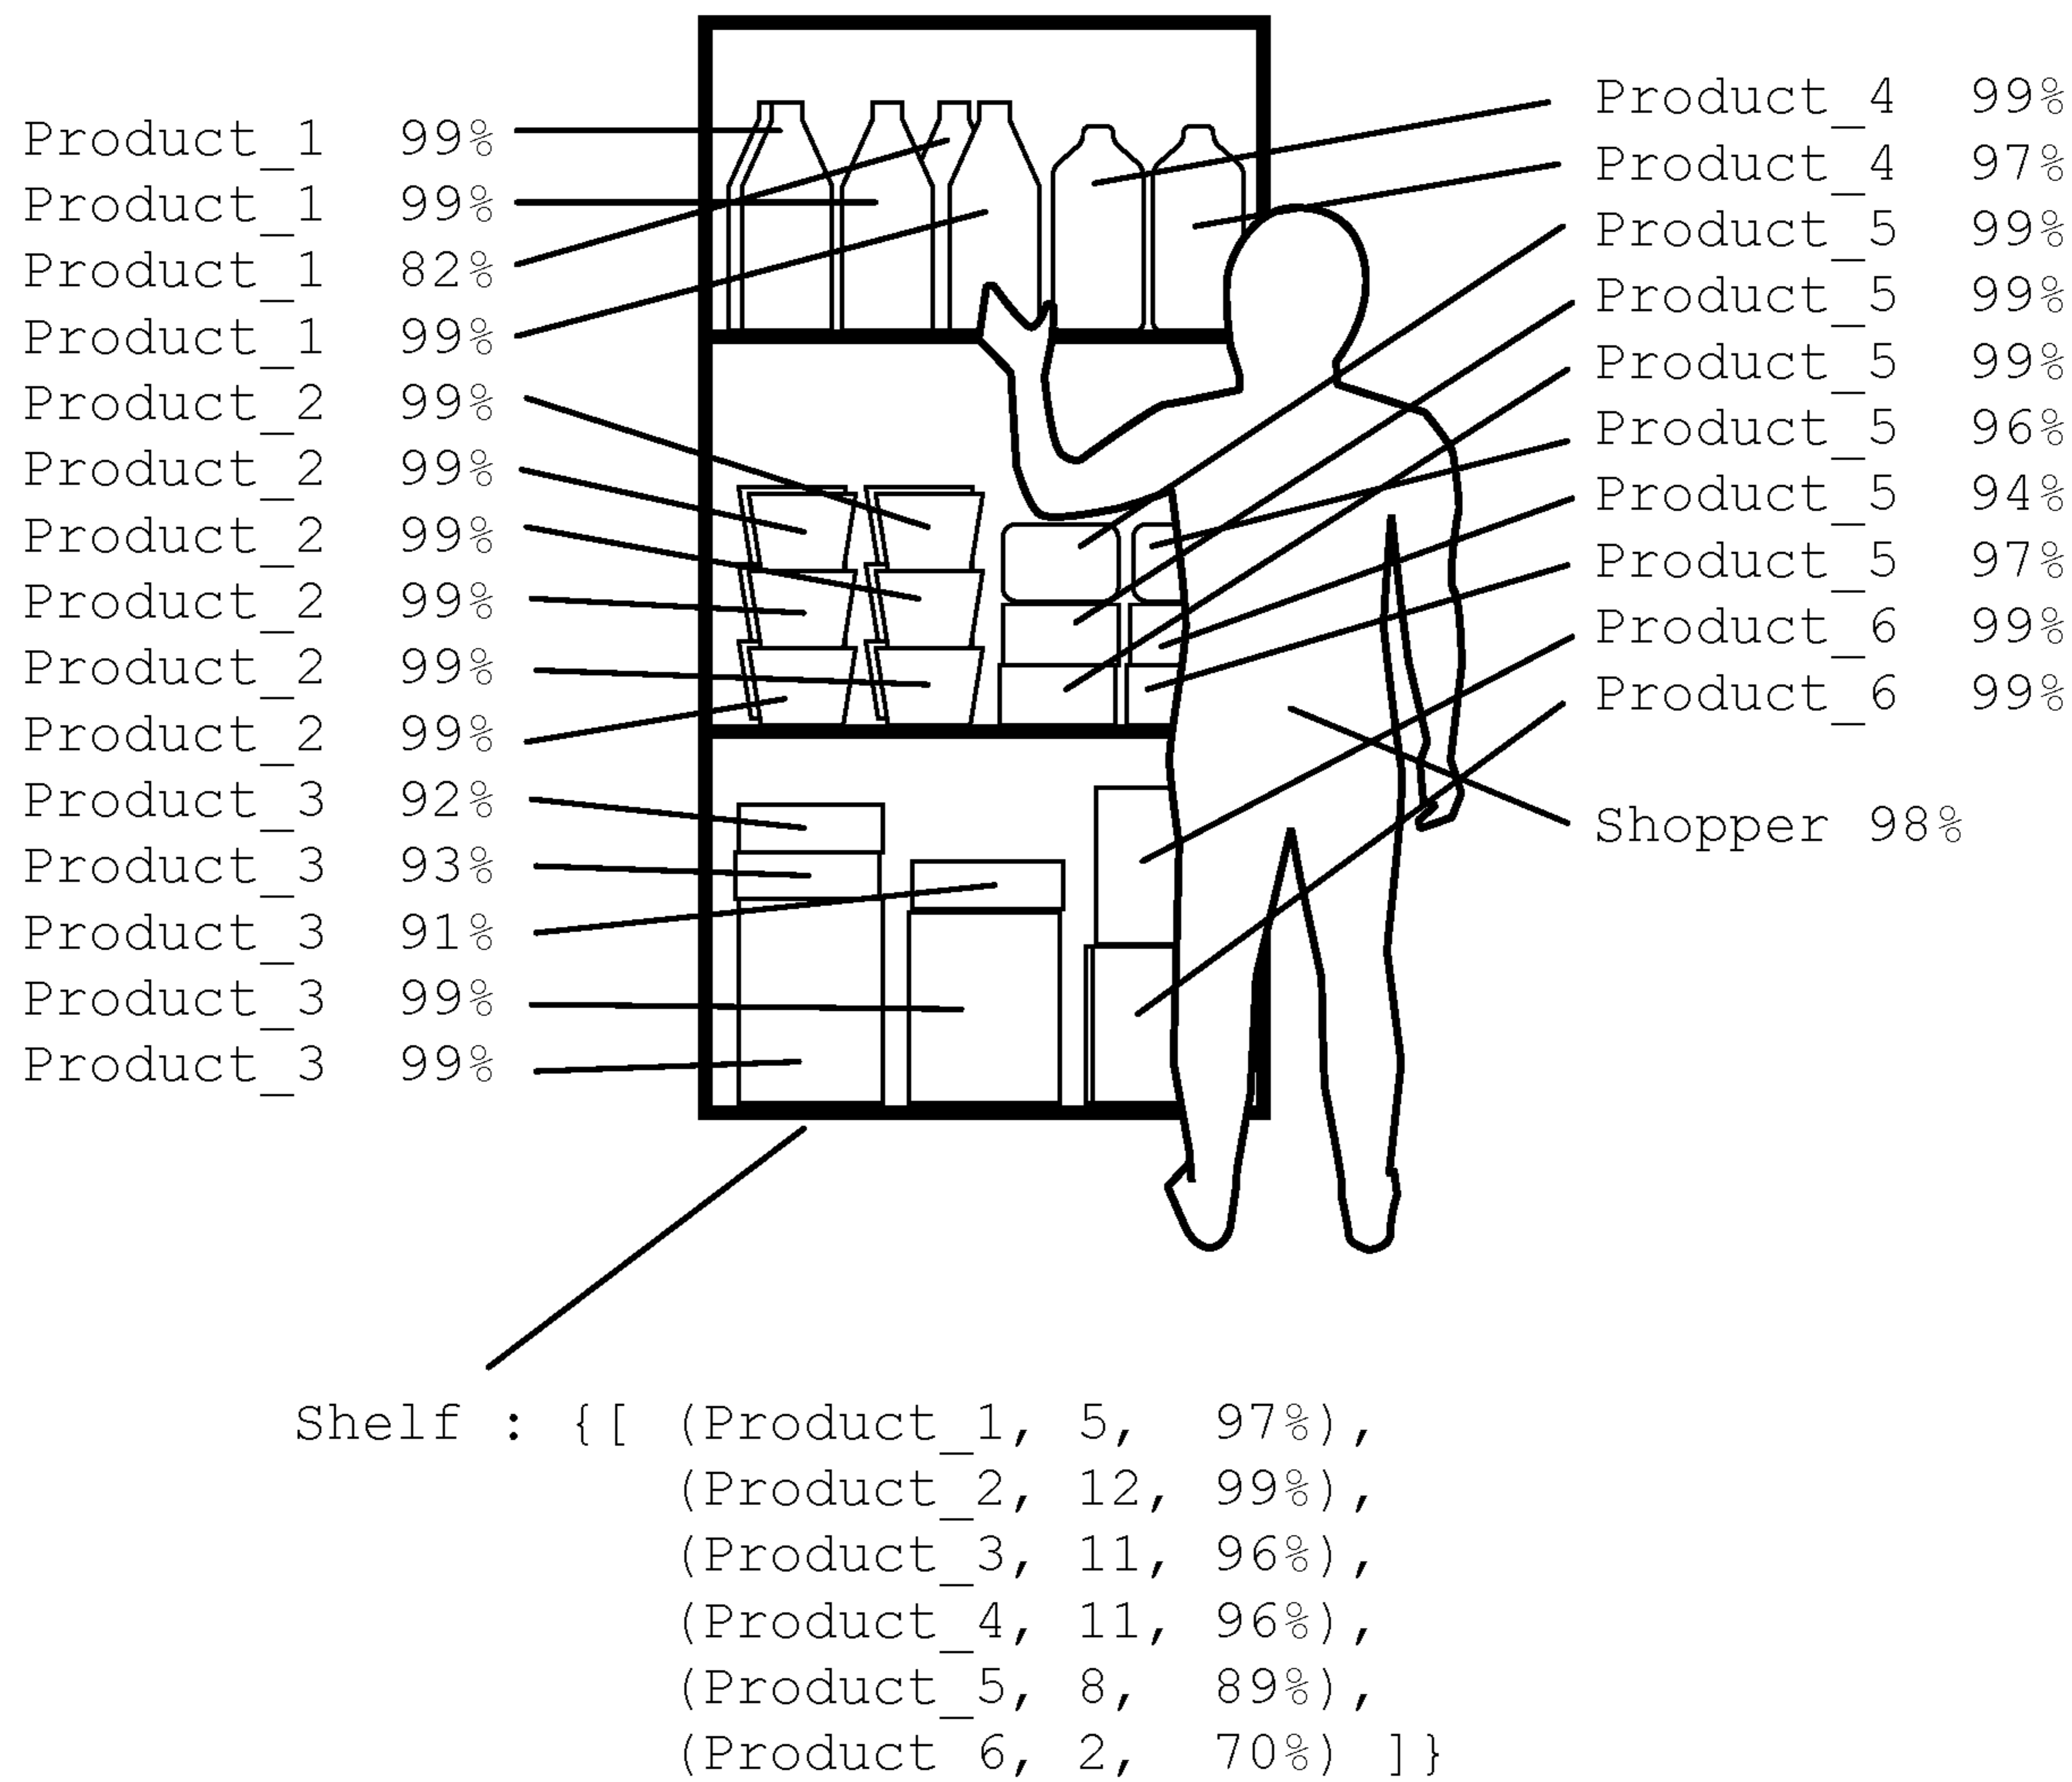 Product_1 99%
Product_1 99%
Product_1 82%
Product_1 99%
Product_2 99%
Product_2 99%
Product_2 99%
Product_2 99%
Product_2 99%
Product_2 99%
Product_3 92%
Product_3 93%
Product_3 91%
Product_3 99%
Product_3 99%
Product_4 99%
Product_4 97%
Product_5 99%
Product_5 99%
Product_5 99%
Product_5 96%
Product_5 94%
Product_5 97%
Product_6 99%
Product_6 99%
Shopper 98%
Shelf : {[ (Product_1, 5, 97%),
(Product_2, 12, 99%),
(Product_3, 11, 96%),
(Product_4, 11, 96%),
(Product_5, 8, 89%),
(Product 6, 2, 70%) ]}